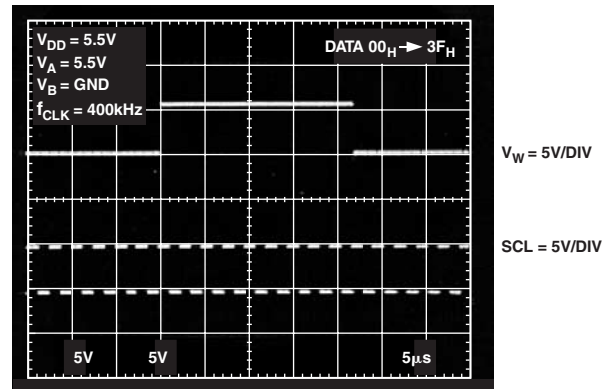 V_DD = 5.5V
V_A = 5.5V
V_B = GND
f_CLK = 400kHz
DATA 00_H → 3F_H
V_W = 5V/DIV
SCL = 5V/DIV
5V 5V 5µs